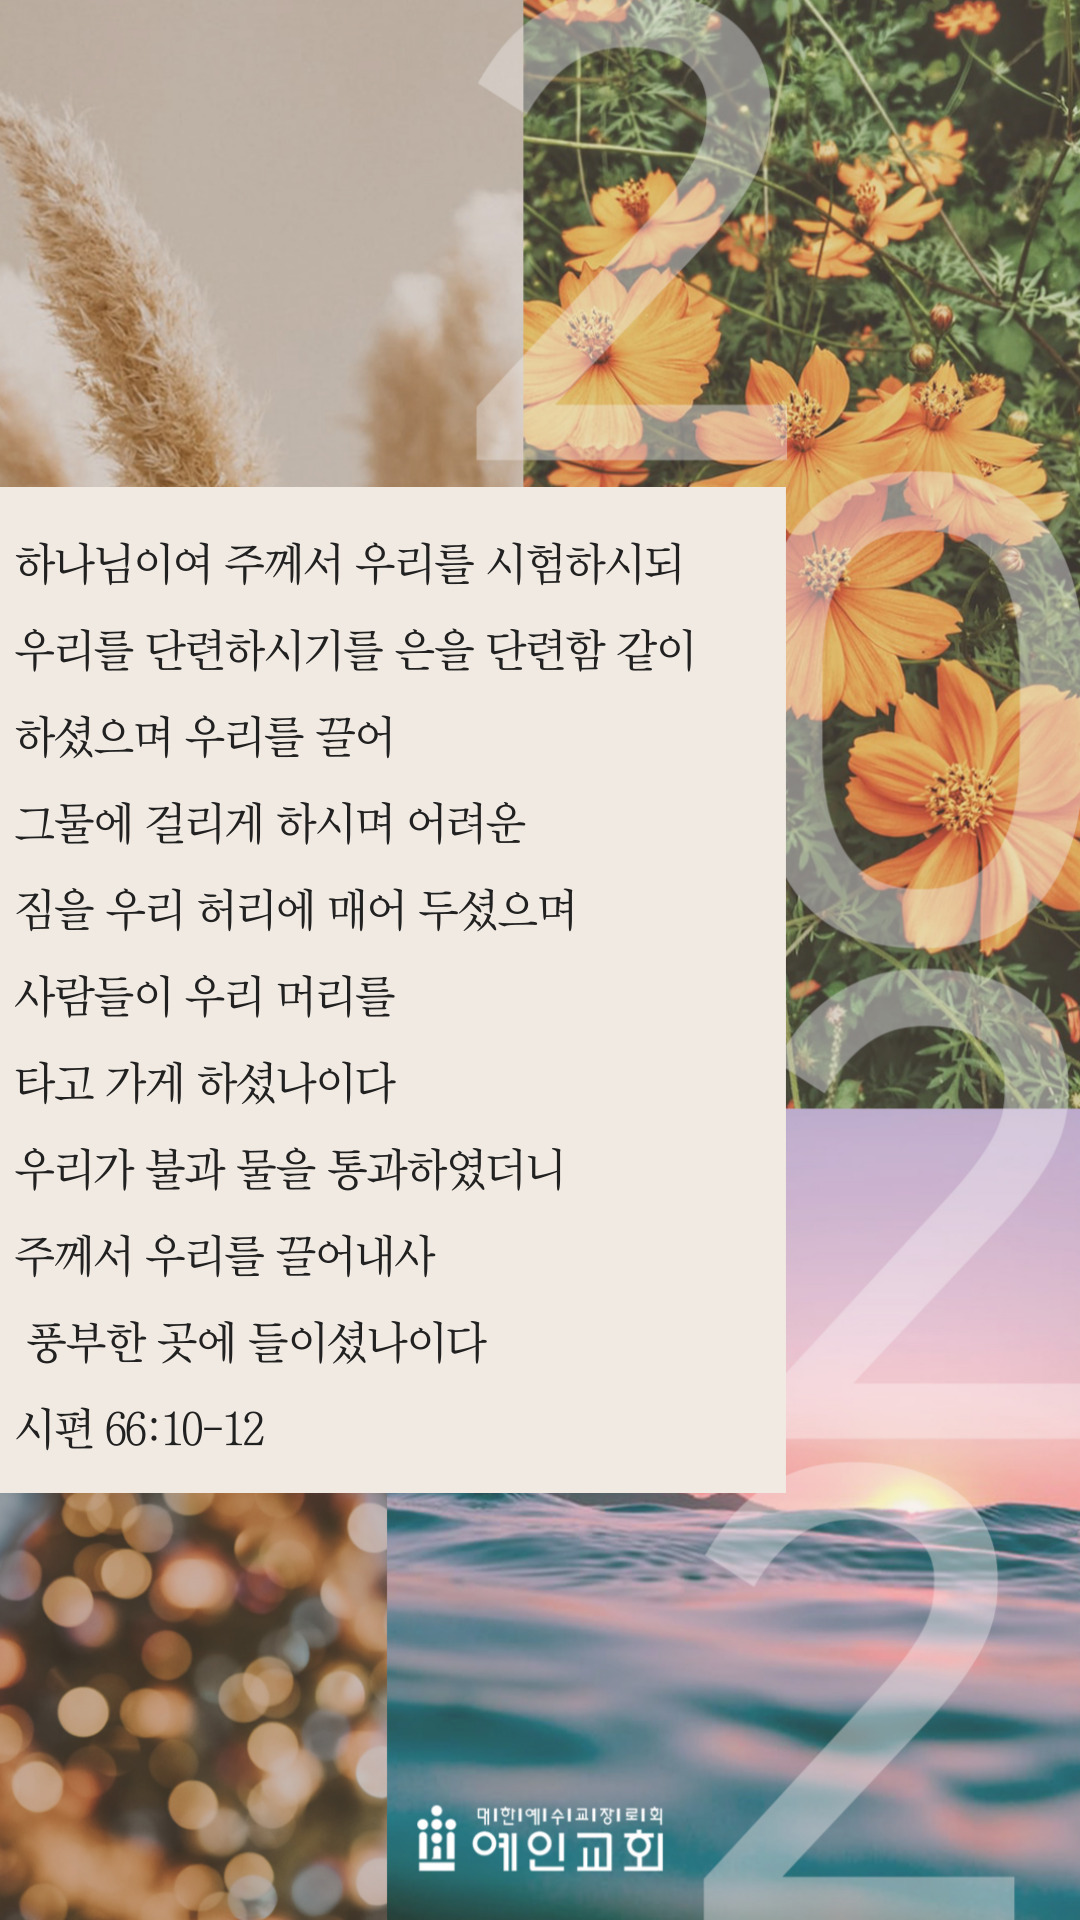 2022
하나님이여 주께서 우리를 시험하시되
우리를 단련하시기를 은을 단련함 같이
하셨으며 우리를 끌어
그물에 걸리게 하시며 어려운
짐을 우리 허리에 매어 두셨으며
사람들이 우리 머리를
타고 가게 하셨나이다
우리가 불과 물을 통과하였더니
주께서 우리를 끌어내사
풍부한 곳에 들이셨나이다
시편 66:10-12
대한예수교장로회
예인교회